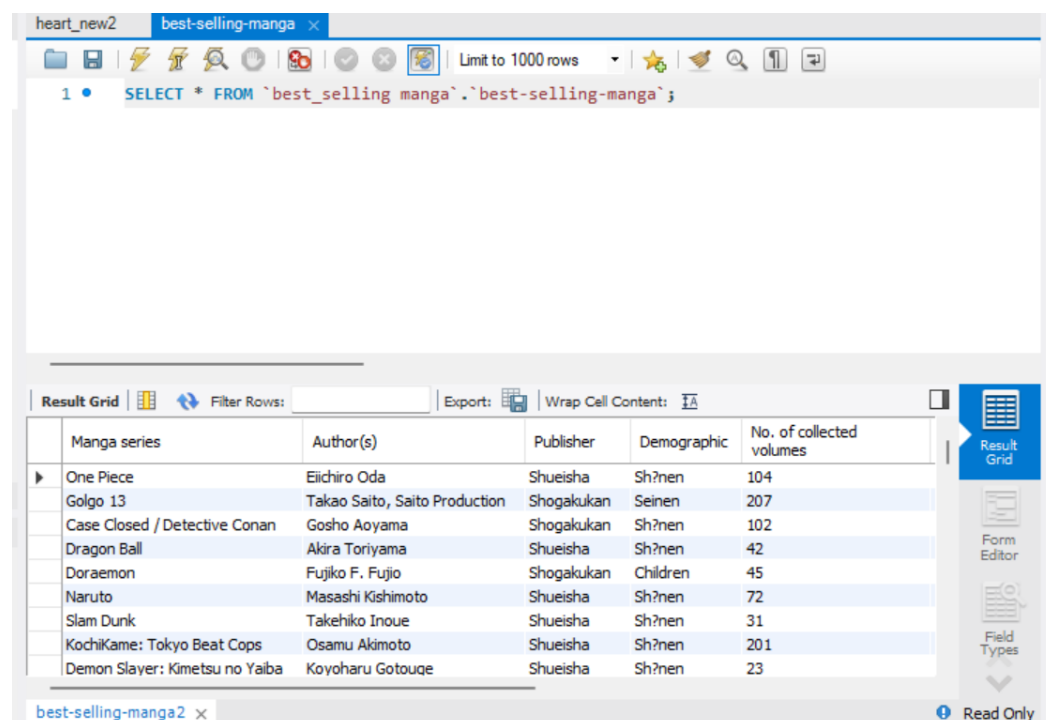 heart_new2 best-selling-manga
Limit to 1000 rows
1 SELECT * FROM `best_selling manga`.`best-selling-manga`;
Result Grid Filter Rows: Export: Wrap Cell Content:
Manga series Author(s) Publisher Demographic No. of collected volumes
One Piece Eiichiro Oda Shueisha Sh?nen 104
Golgo 13 Takao Saito, Saito Production Shogakukan Seinen 207
Case Closed / Detective Conan Gosho Aoyama Shogakukan Sh?nen 102
Dragon Ball Akira Toriyama Shueisha Sh?nen 42
Doraemon Fujiko F. Fujio Shogakukan Children 45
Naruto Masashi Kishimoto Shueisha Sh?nen 72
Slam Dunk Takehiko Inoue Shueisha Sh?nen 31
KochiKame: Tokyo Beat Cops Osamu Akimoto Shueisha Sh?nen 201
Demon Slayer: Kimetsu no Yaiba Koyoharu Gotouge Shueisha Sh?nen 23
Result
Grid
Form
Editor
Field
Types
best-selling-manga2 Read Only